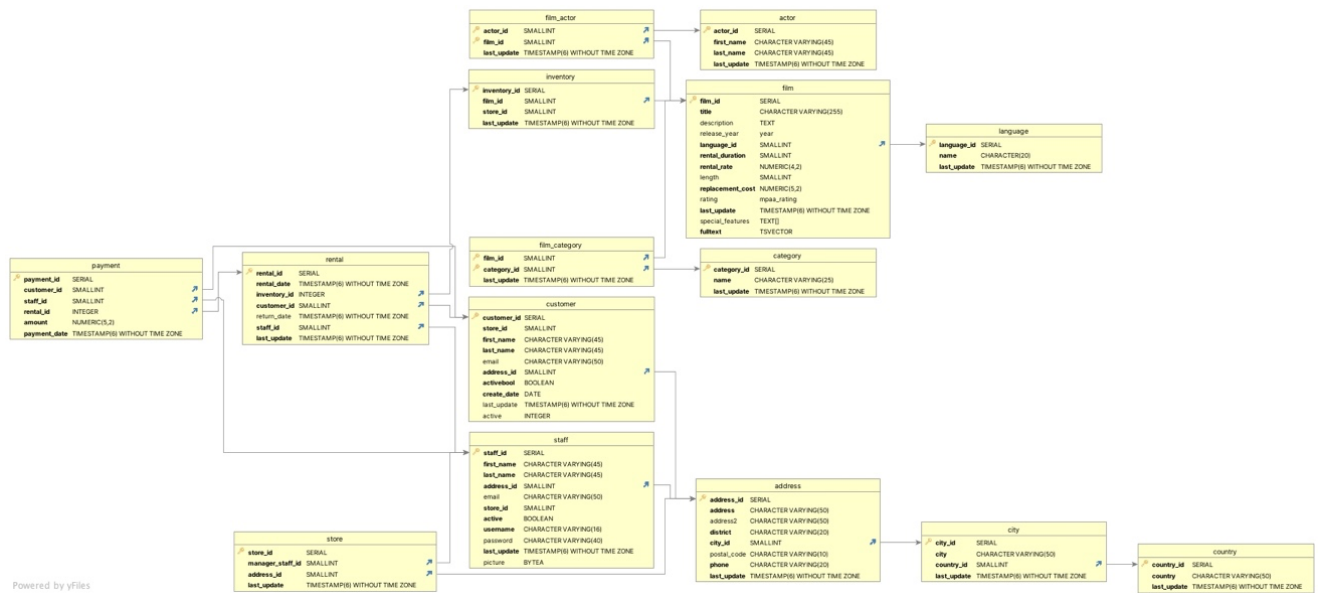 film_actor
actor_id SMALLINT
film_id SMALLINT
last_update TIMESTAMP(6) WITHOUT TIME ZONE
actor
actor_id SERIAL
first_name CHARACTER VARYING(45)
last_name CHARACTER VARYING(45)
last_update TIMESTAMP(6) WITHOUT TIME ZONE
inventory
inventory_id SERIAL
film_id SMALLINT
store_id SMALLINT
last_update TIMESTAMP(6) WITHOUT TIME ZONE
film
film_id SERIAL
title CHARACTER VARYING(255)
description TEXT
release_year year
language_id SMALLINT
rental_duration SMALLINT
rental_rate NUMERIC(4,2)
length SMALLINT
replacement_cost NUMERIC(5,2)
rating mpaa_rating
last_update TIMESTAMP(6) WITHOUT TIME ZONE
special_features TEXT[]
fulltext TSVECTOR
language
language_id SERIAL
name CHARACTER(20)
last_update TIMESTAMP(6) WITHOUT TIME ZONE
payment
payment_id SERIAL
customer_id SMALLINT
staff_id SMALLINT
rental_id INTEGER
amount NUMERIC(5,2)
payment_date TIMESTAMP(6) WITHOUT TIME ZONE
rental
rental_id SERIAL
rental_date TIMESTAMP(6) WITHOUT TIME ZONE
inventory_id INTEGER
customer_id SMALLINT
return_date TIMESTAMP(6) WITHOUT TIME ZONE
staff_id SMALLINT
last_update TIMESTAMP(6) WITHOUT TIME ZONE
film_category
film_id SMALLINT
category_id SMALLINT
last_update TIMESTAMP(6) WITHOUT TIME ZONE
category
category_id SERIAL
name CHARACTER VARYING(25)
last_update TIMESTAMP(6) WITHOUT TIME ZONE
customer
customer_id SERIAL
store_id SMALLINT
first_name CHARACTER VARYING(45)
last_name CHARACTER VARYING(45)
email CHARACTER VARYING(50)
address_id SMALLINT
activebool BOOLEAN
create_date DATE
last_update TIMESTAMP(6) WITHOUT TIME ZONE
active INTEGER
staff
staff_id SERIAL
first_name CHARACTER VARYING(45)
last_name CHARACTER VARYING(45)
address_id SMALLINT
email CHARACTER VARYING(50)
store_id SMALLINT
active BOOLEAN
username CHARACTER VARYING(16)
password CHARACTER VARYING(40)
last_update TIMESTAMP(6) WITHOUT TIME ZONE
picture BYTEA
store
store_id SERIAL
manager_staff_id SMALLINT
address_id SMALLINT
last_update TIMESTAMP(6) WITHOUT TIME ZONE
address
address_id SERIAL
address CHARACTER VARYING(50)
address2 CHARACTER VARYING(50)
district CHARACTER VARYING(20)
city_id SMALLINT
postal_code CHARACTER VARYING(10)
phone CHARACTER VARYING(20)
last_update TIMESTAMP(6) WITHOUT TIME ZONE
city
city_id SERIAL
city CHARACTER VARYING(50)
country_id SMALLINT
last_update TIMESTAMP(6) WITHOUT TIME ZONE
country
country_id SERIAL
country CHARACTER VARYING(50)
last_update TIMESTAMP(6) WITHOUT TIME ZONE
Powered by yFiles